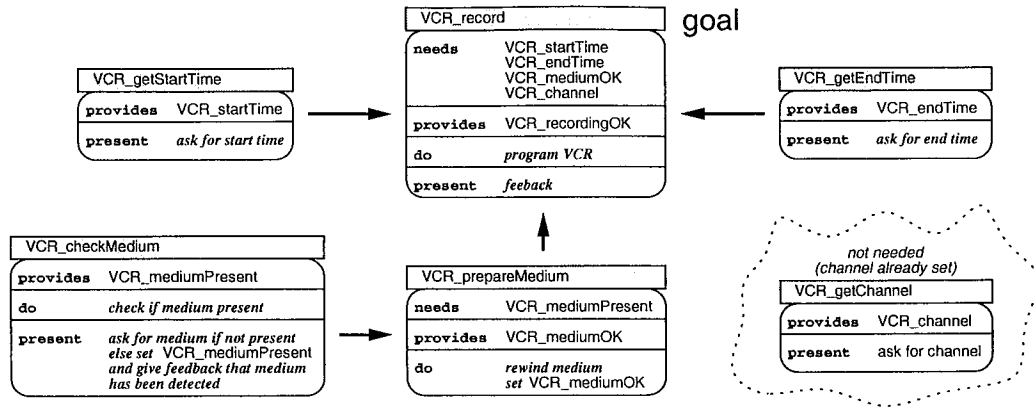 VCR_record
goal
needs VCR_startTime
VCR_endTime
VCR_mediumOK
VCR_channel
provides VCR_recordingOK
do program VCR
present feeback
VCR_getStartTime
provides VCR_startTime
present ask for start time
VCR_getEndTime
provides VCR_endTime
present ask for end time
VCR_checkMedium
provides VCR_mediumPresent
do check if medium present
present ask for medium if not present
else set VCR_mediumPresent
and give feedback that medium
has been detected
VCR_prepareMedium
needs VCR_mediumPresent
provides VCR_mediumOK
do rewind medium
set VCR_mediumOK
not needed
(channel already set)
VCR_getChannel
provides VCR_channel
present ask for channel